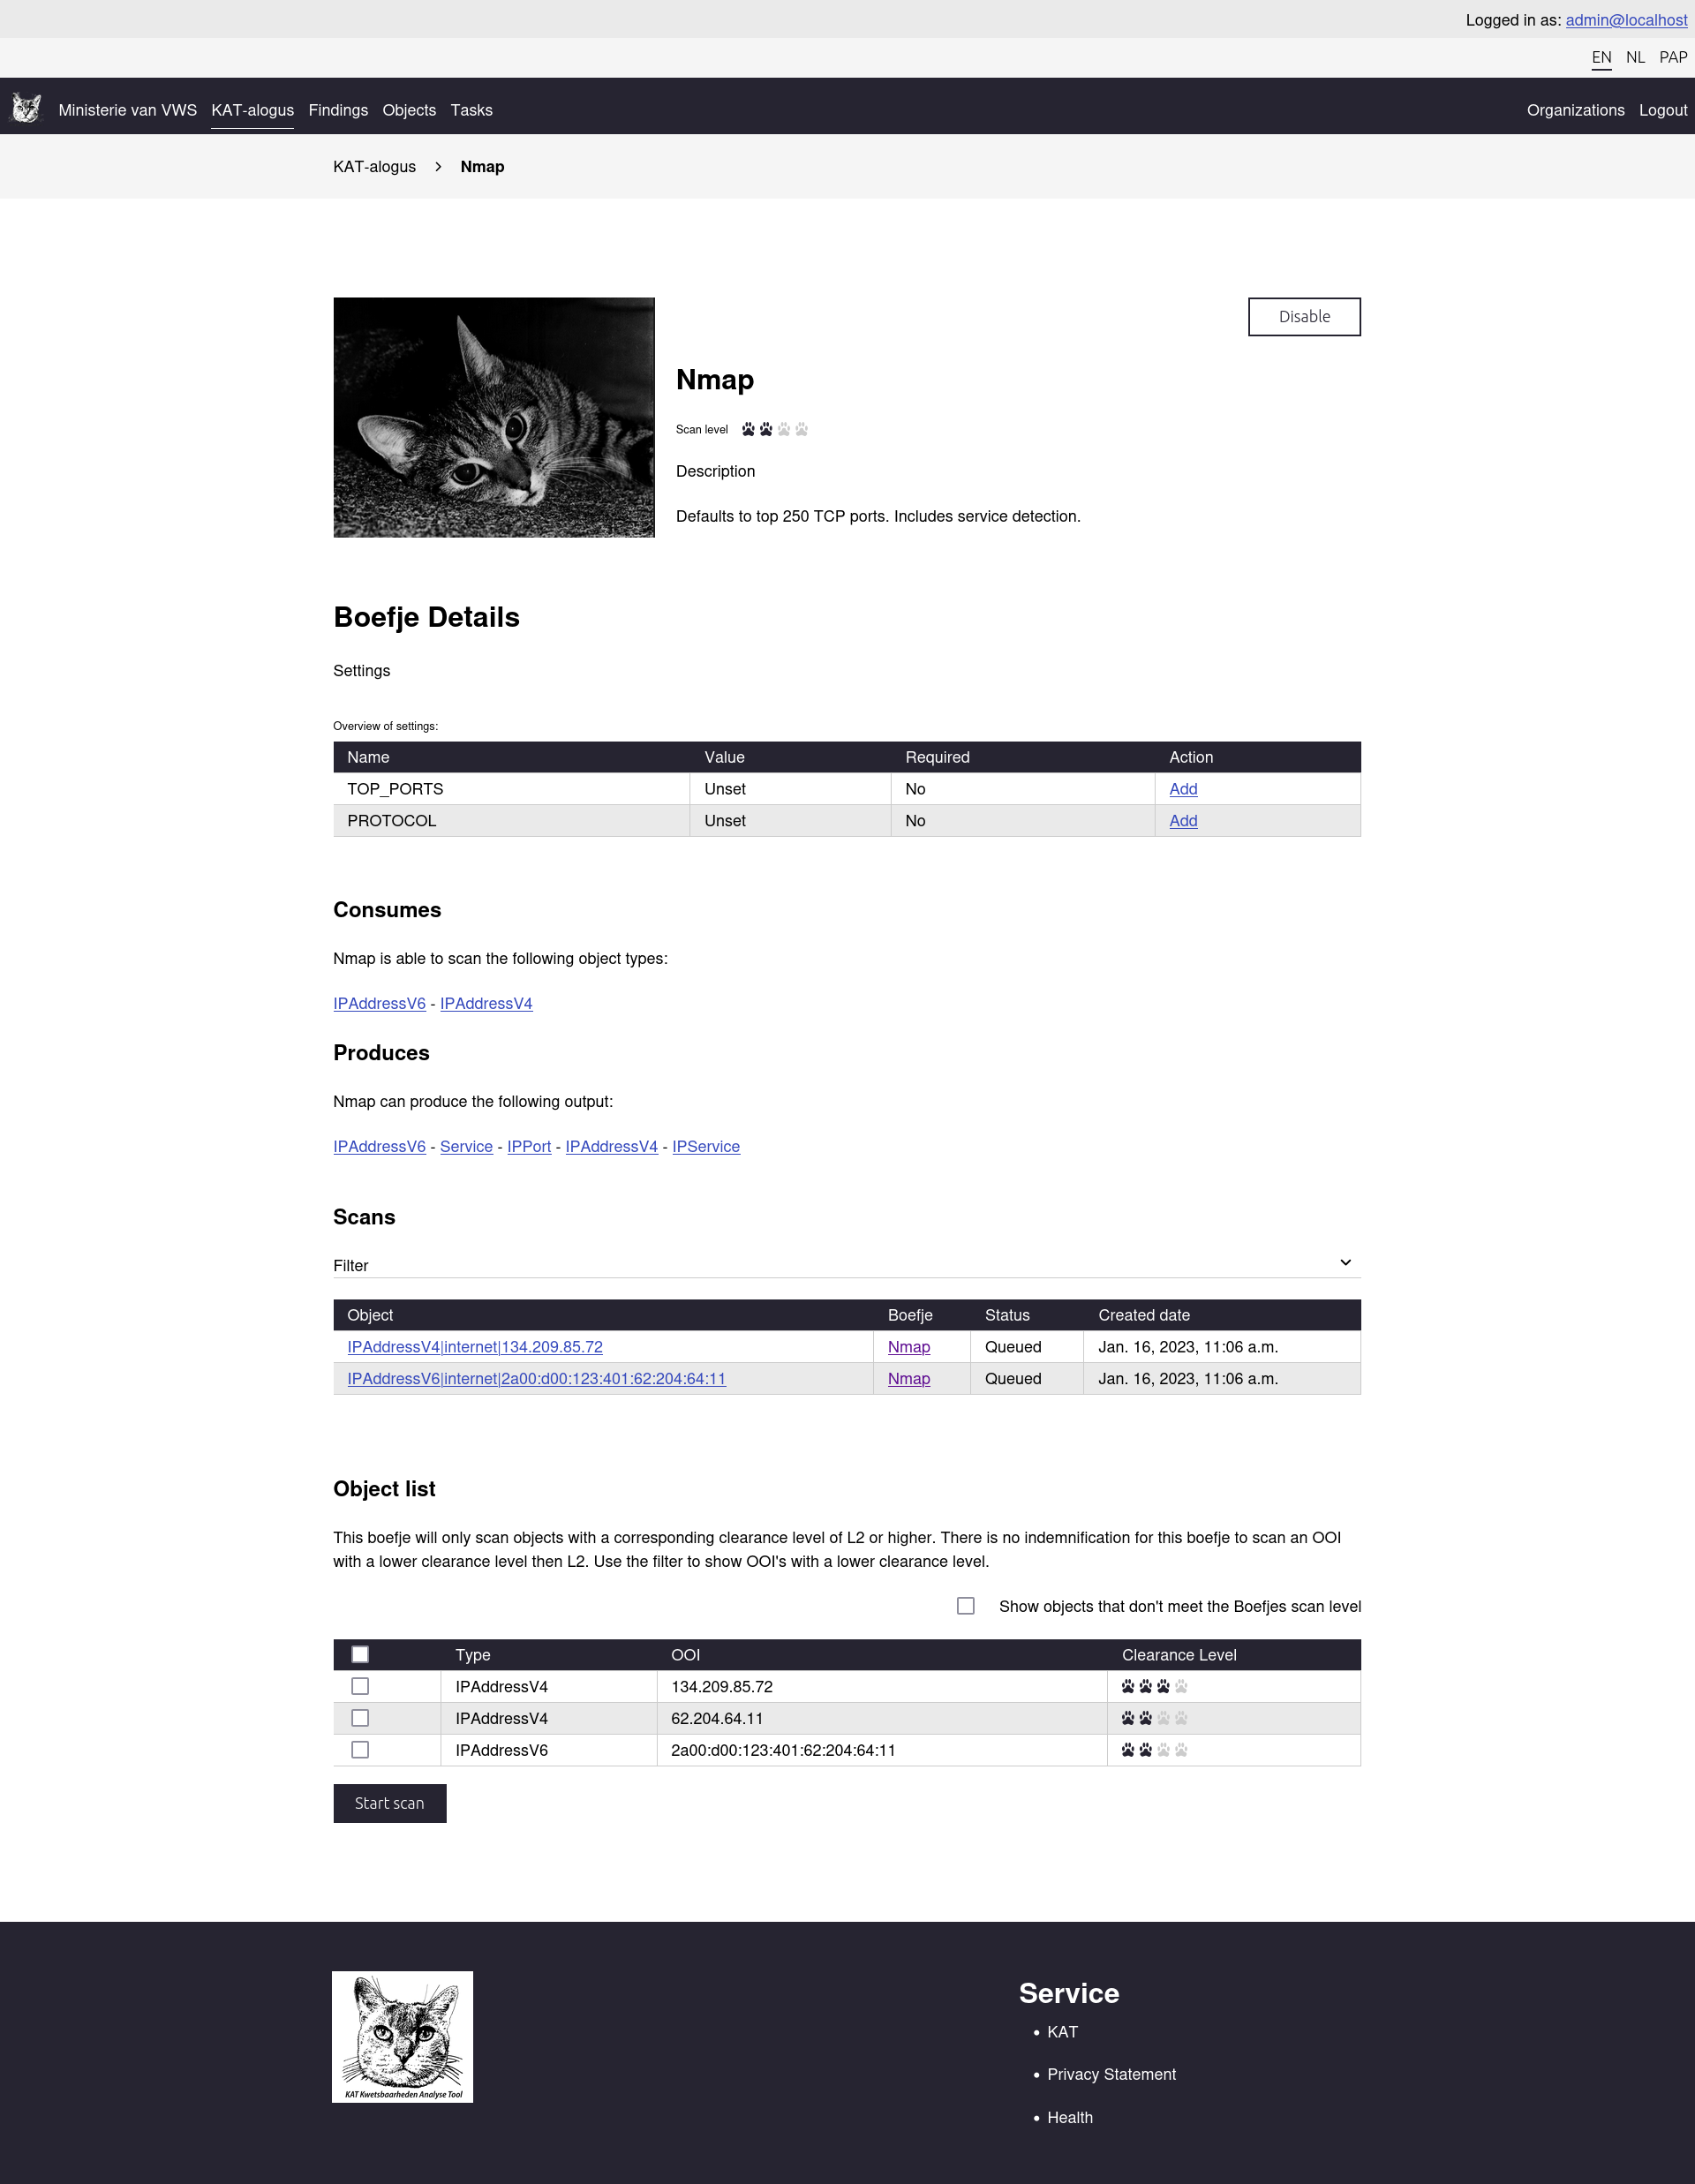 Logged in as: admin@localhost
EN NL PAP
Ministerie van VWS KAT-alogus Findings Objects Tasks Organizations Logout
KAT-alogus Nmap
Disable
Nmap
Scan level
Description
Defaults to top 250 TCP ports. Includes service detection.
Boefje Details
Settings
Overview of settings:
Name Value Required Action
TOP_PORTS Unset No Add
PROTOCOL Unset No Add
Consumes
Nmap is able to scan the following object types:
IPAddressV6 - IPAddressV4
Produces
Nmap can produce the following output:
IPAddressV6 - Service - IPPort - IPAddressV4 - IPService
Scans
Filter
Object Boefje Status Created date
IPAddressV4|internet|134.209.85.72 Nmap Queued Jan. 16, 2023, 11:06 a.m.
IPAddressV6|internet|2a00:d00:123:401:62:204:64:11 Nmap Queued Jan. 16, 2023, 11:06 a.m.
Object list
This boefje will only scan objects with a corresponding clearance level of L2 or higher. There is no indemnification for this boefje to scan an OOI
with a lower clearance level then L2. Use the filter to show OOI's with a lower clearance level.
Show objects that don't meet the Boefjes scan level
Type OOI Clearance Level
IPAddressV4 134.209.85.72
IPAddressV4 62.204.64.11
IPAddressV6 2a00:d00:123:401:62:204:64:11
Start scan
KAT Kwetsbaarheden Analyse Tool
Service
• KAT
• Privacy Statement
• Health